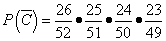 P(C̅) = 26/52 • 25/51 • 24/50 • 23/49